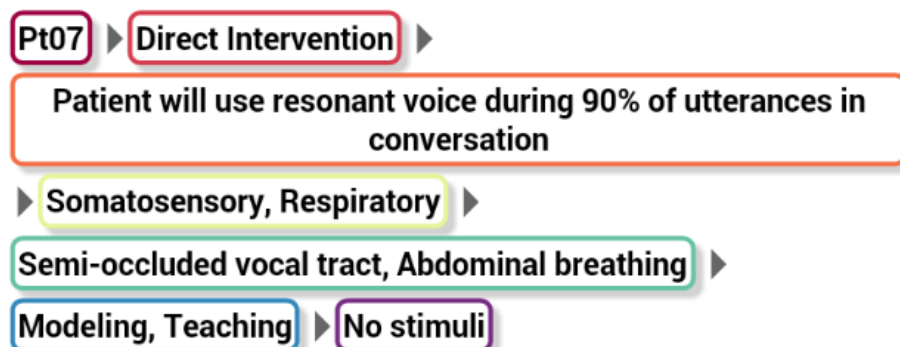 Pt07 Direct Intervention
Patient will use resonant voice during 90% of utterances in
conversation
Somatosensory, Respiratory
Semi-occluded vocal tract, Abdominal breathing
Modeling, Teaching No stimuli